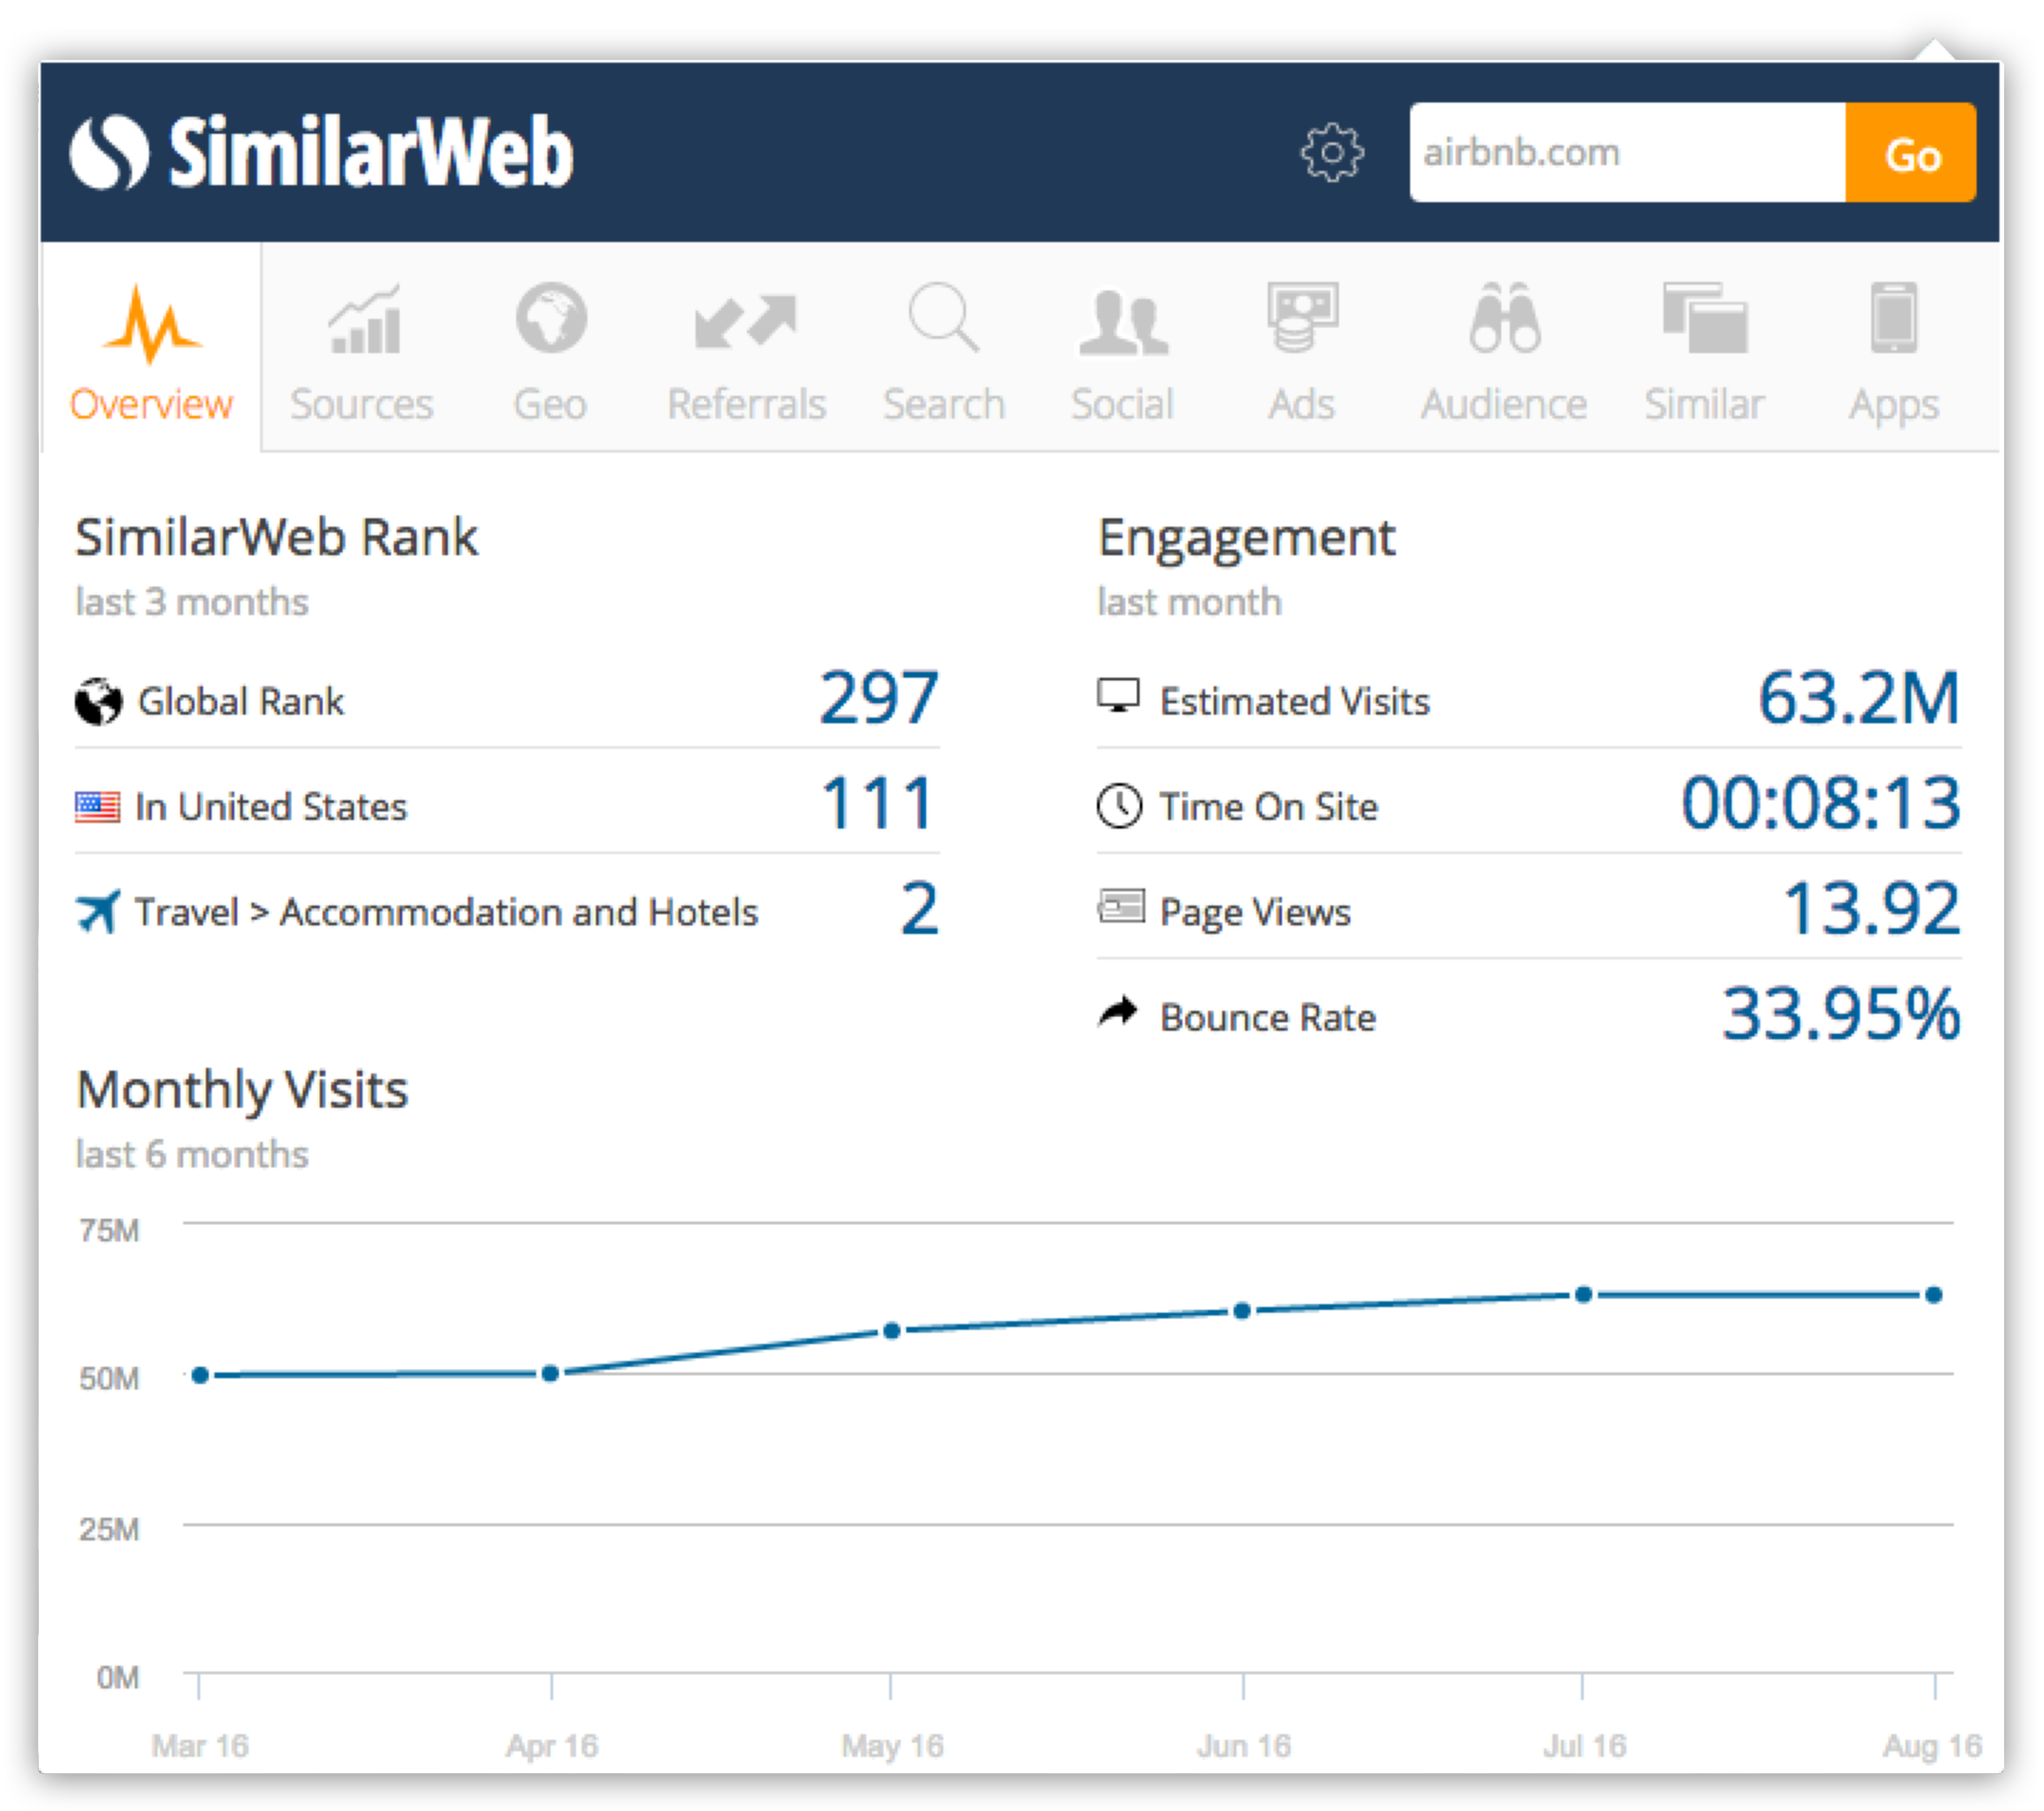 SimilarWeb
airbnb.com
Go
Overview
Sources
Geo
Referrals
Search
Social
Ads
Audience
Similar
Apps
SimilarWeb Rank
last 3 months
Global Rank 297
In United States 111
Travel > Accommodation and Hotels 2
Engagement
last month
Estimated Visits 63.2M
Time On Site 00:08:13
Page Views 13.92
Bounce Rate 33.95%
Monthly Visits
last 6 months
75M
50M
25M
0M
Mar 16
Apr 16
May 16
Jun 16
Jul 16
Aug 16